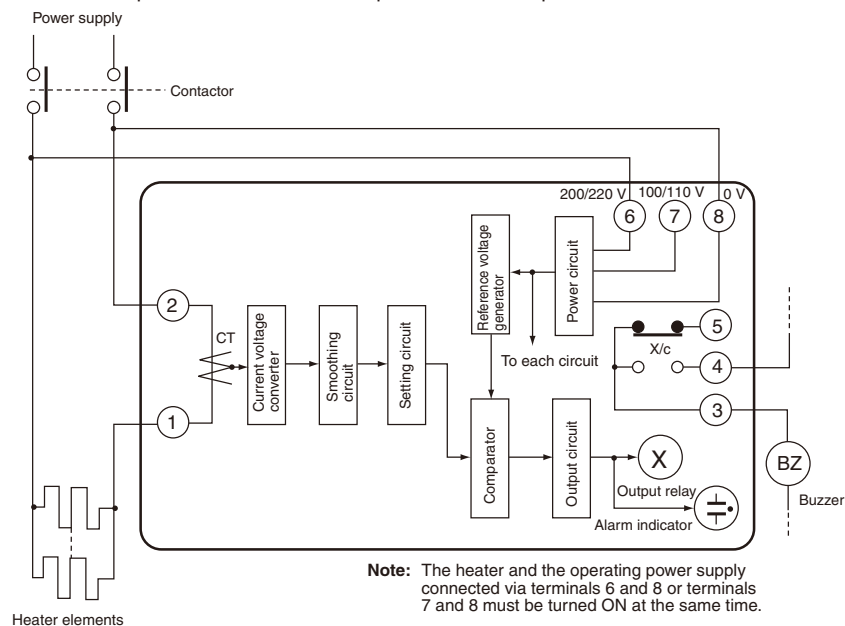 Power supply
Contactor
200/220 V
100/110 V
0 V
6
7
8
Reference voltage
generator
Power circuit
2
5
CT
Current voltage
converter
Smoothing
circuit
Setting circuit
To each circuit
X/c
4
3
1
Comparator
Output circuit
X
BZ
Output relay
Buzzer
Alarm indicator
Note: The heater and the operating power supply
connected via terminals 6 and 8 or terminals
7 and 8 must be turned ON at the same time.
Heater elements